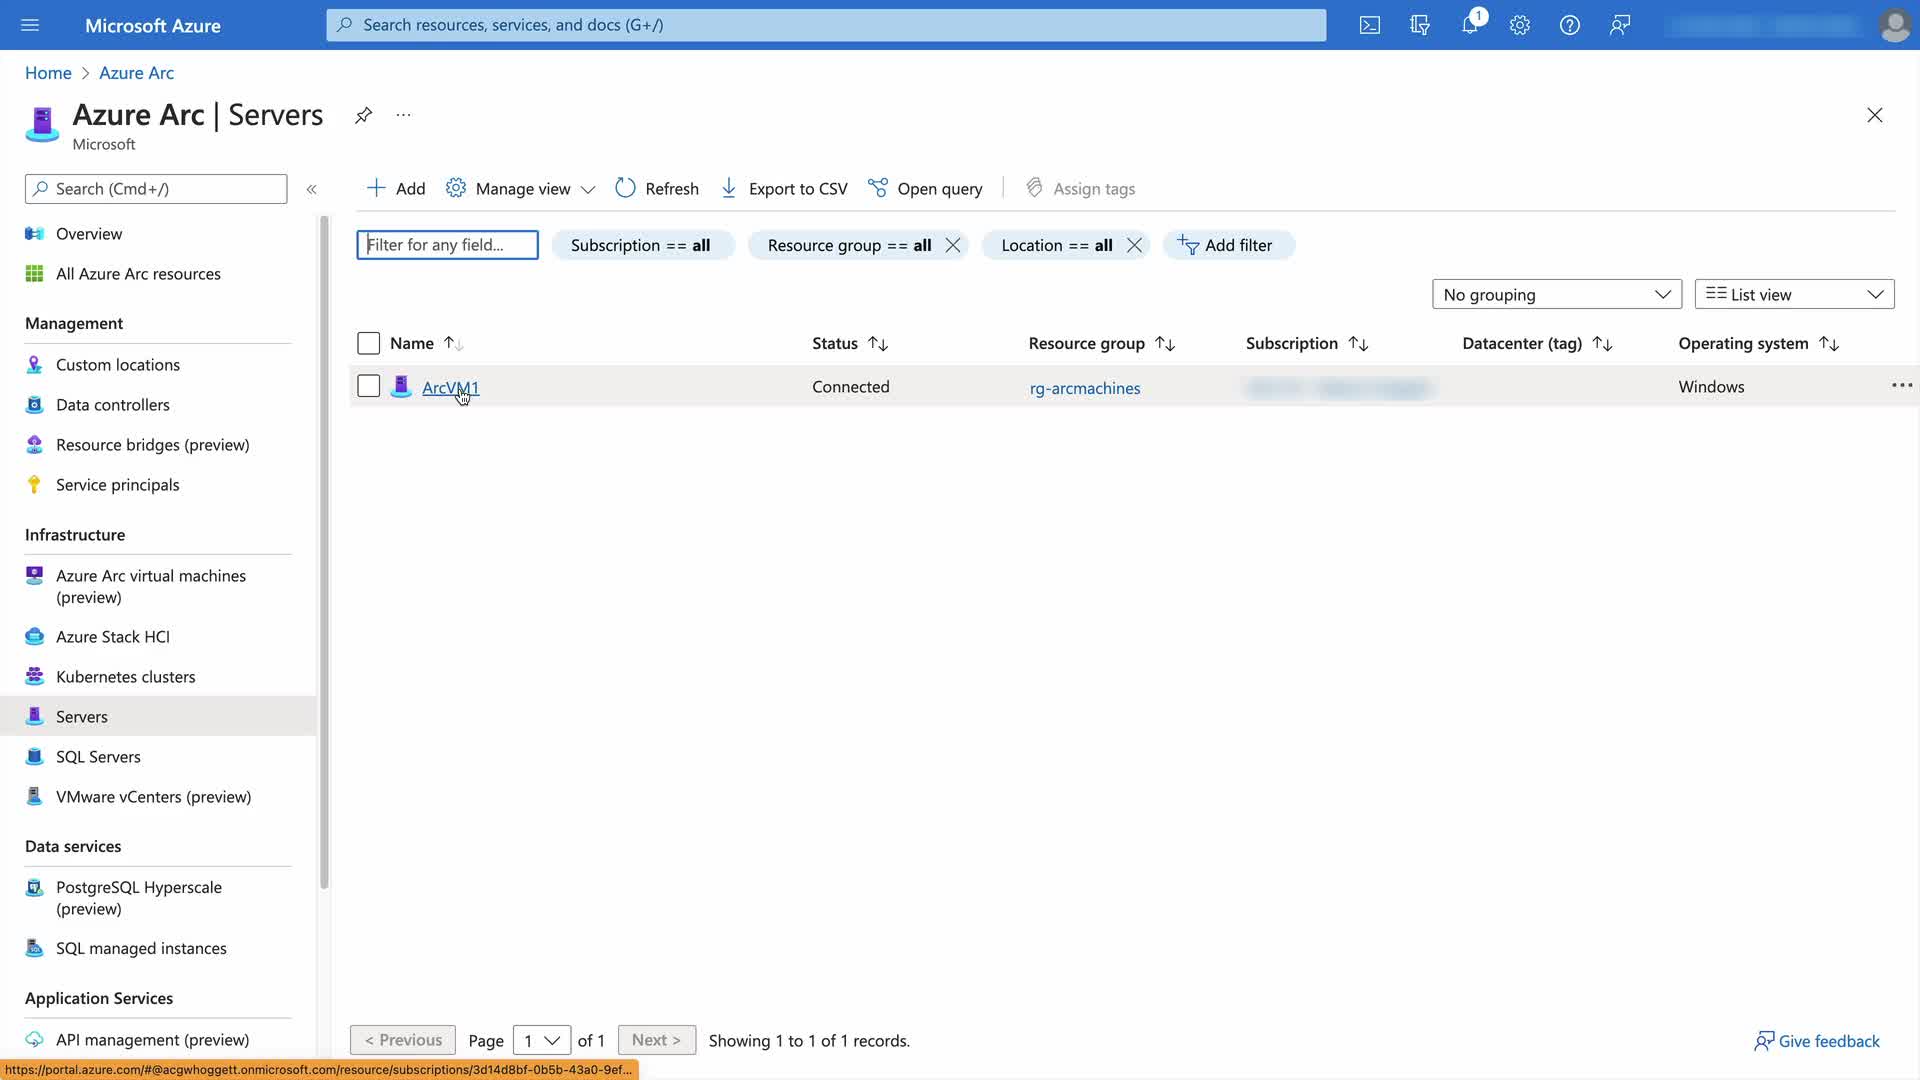 Microsoft Azure
Search resources, services, and docs (G+/)
1
Home > Azure Arc
Azure Arc | Servers
Microsoft
Search (Cmd+/)
Overview
All Azure Arc resources
Management
Custom locations
Data controllers
Resource bridges (preview)
Service principals
Infrastructure
Azure Arc virtual machines
(preview)
Azure Stack HCI
Kubernetes clusters
Servers
SQL Servers
VMware vCenters (preview)
Data services
PostgreSQL Hyperscale
(preview)
SQL managed instances
Application Services
API management (preview)
Add Manage view Refresh Export to CSV Open query Assign tags
Filter for any field... Subscription == all Resource group == all Location == all Add filter
No grouping List view
Name Status Resource group Subscription Datacenter (tag) Operating system
ArcVM1 Connected rg-arcmachines Windows
< Previous Page 1 of 1 Next > Showing 1 to 1 of 1 records.
Give feedback
https://portal.azure.com/#@acgwhoggett.onmicrosoft.com/resource/subscriptions/3d14d8bf-0b5b-43a0-9ef...